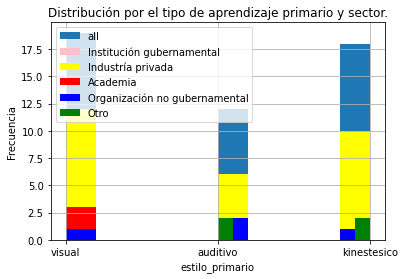 Distribución por el tipo de aprendizaje primario y sector.
all
Institución gubernamental
Industría privada
Academia
Organización no gubernamental
Otro
Frecuencia
17.5
15.0
12.5
10.0
7.5
5.0
2.5
0.0
visual auditivo kinestesico
estilo_primario